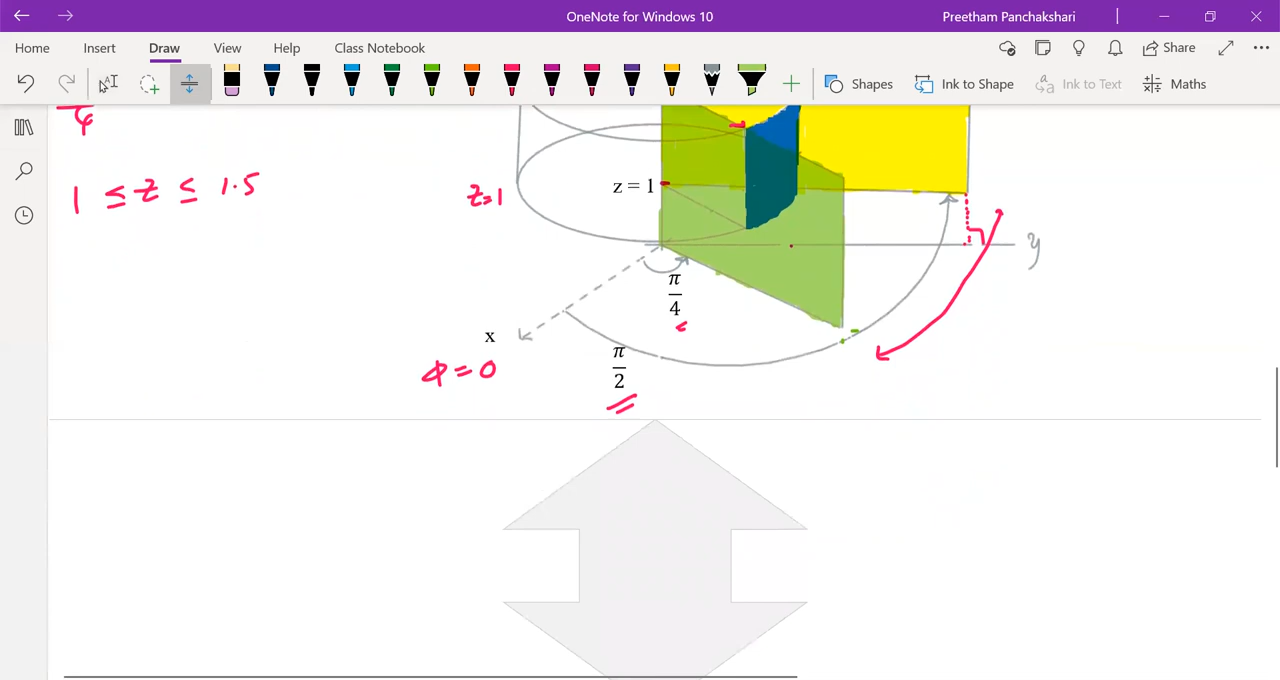 OneNote for Windows 10
Preetham Panchakshari
Home Insert Draw View Help Class Notebook
Share
Shapes
Ink to Shape
Ink to Text
Maths
4
1 ≤ z ≤ 1.5
z=1
z = 1
y
π
4
x
ϕ = 0
π
2